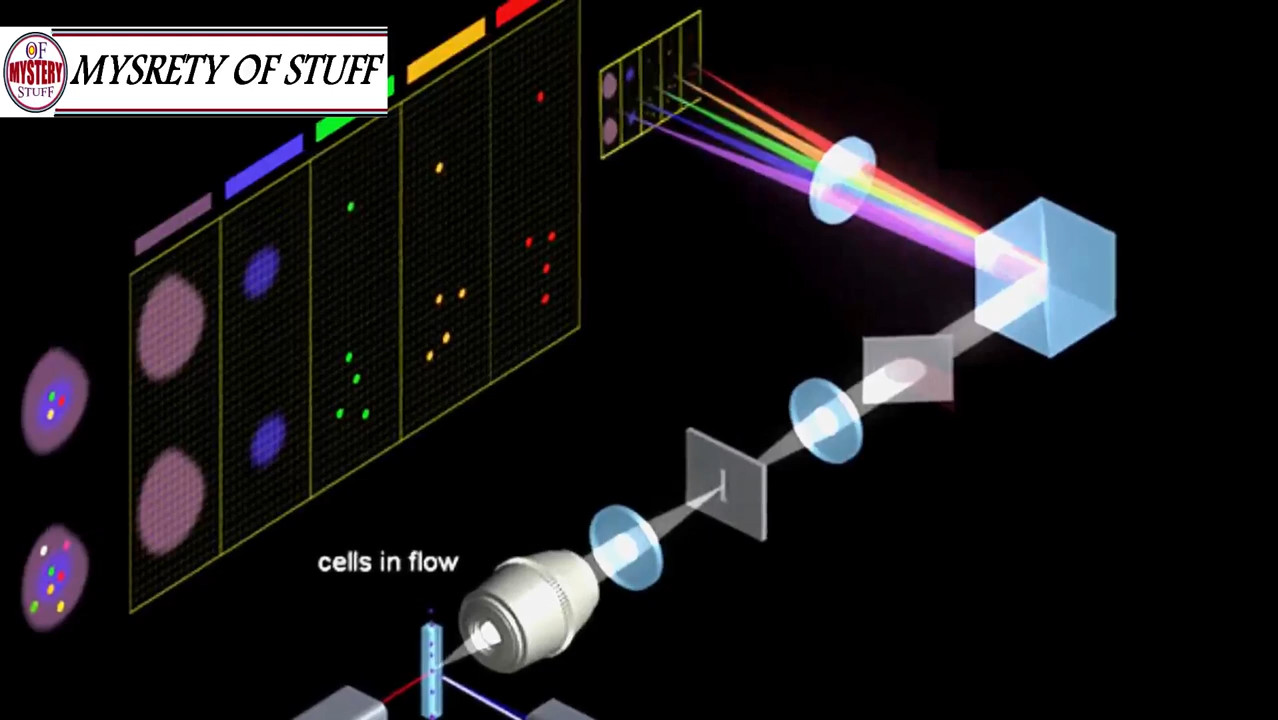 OF
MYSTERY
STUFF
MYSRETY OF STUFF
cells in flow